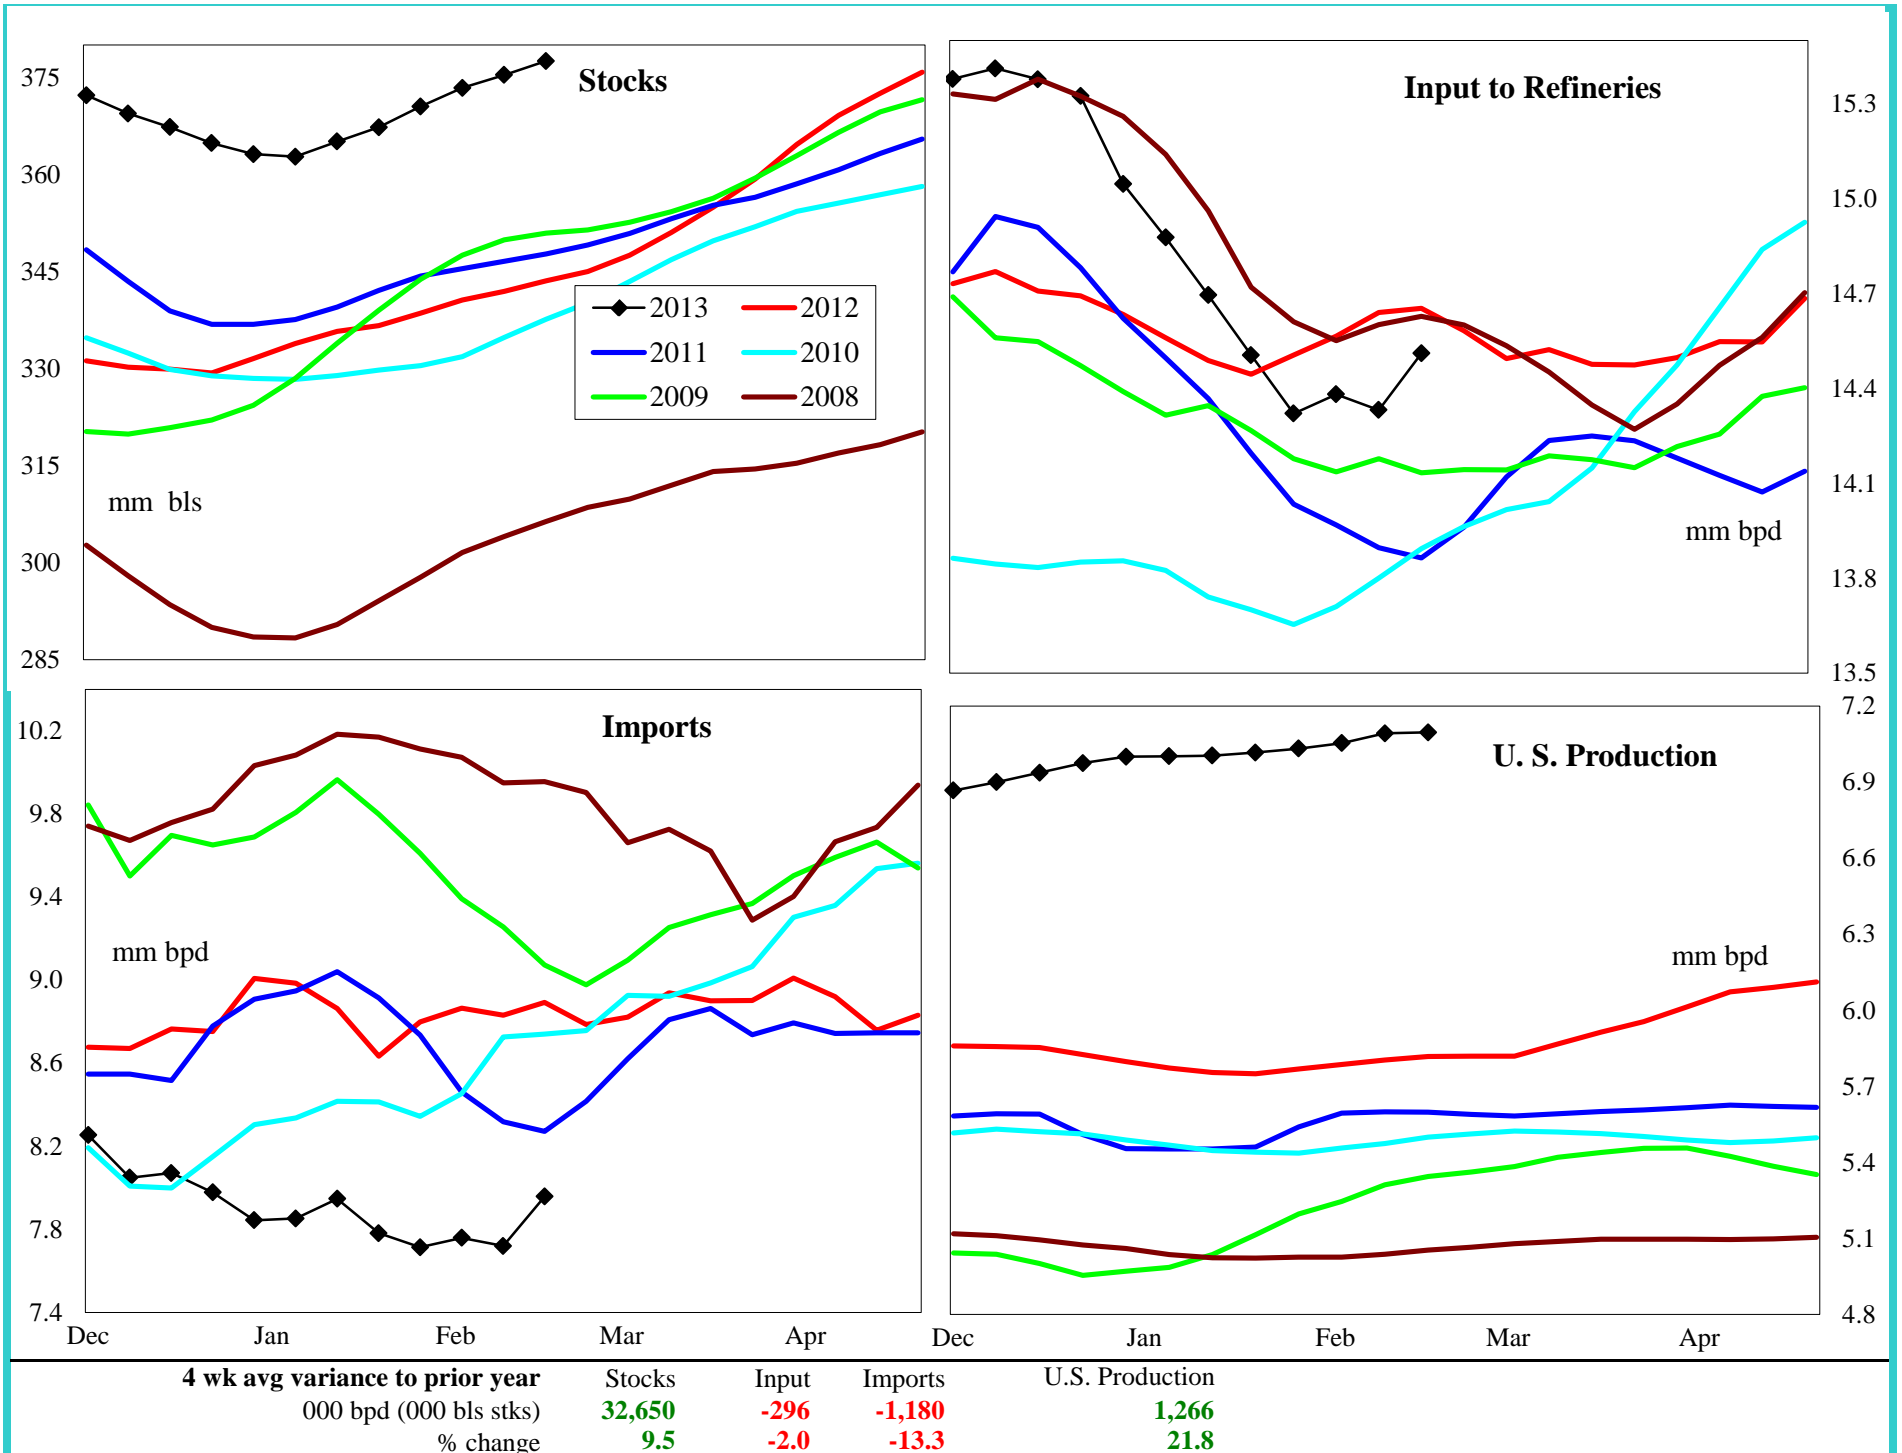 Stocks
375
360
345
330
315
300
285
mm bls
2013
2012
2011
2010
2009
2008
Input to Refineries
15.3
15.0
14.7
14.4
14.1
13.8
13.5
mm bpd
Imports
10.2
9.8
9.4
9.0
8.6
8.2
7.8
7.4
mm bpd
Dec Jan Feb Mar Apr
U. S. Production
7.2
6.9
6.6
6.3
6.0
5.7
5.4
5.1
4.8
mm bpd
Dec Jan Feb Mar Apr
4 wk avg variance to prior year Stocks Input Imports U.S. Production
000 bpd (000 bls stks) 32,650 -296 -1,180 1,266
% change 9.5 -2.0 -13.3 21.8